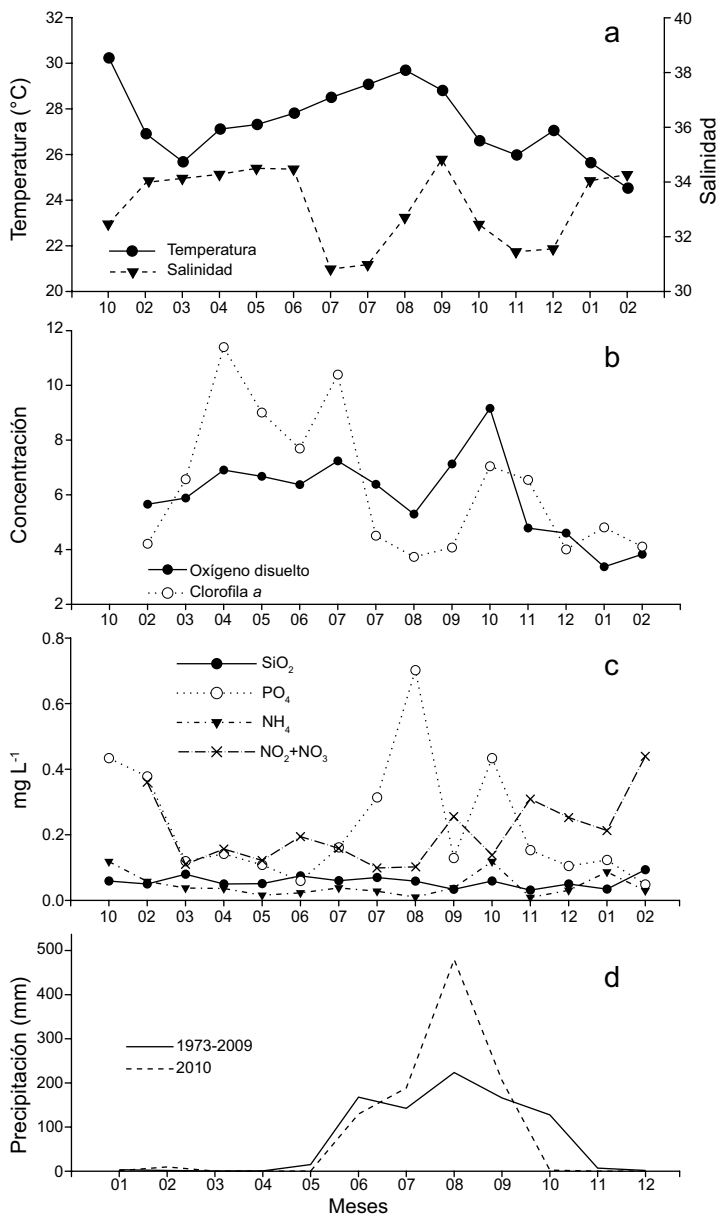 a
Temperatura (°C)
32
30
28
26
24
22
20
Salinidad
40
38
36
34
32
30
Temperatura
Salinidad
10 02 03 04 05 06 07 07 08 09 10 11 12 01 02
b
Concentración
12
10
8
6
4
2
Oxígeno disuelto
Clorofila a
10 02 03 04 05 06 07 07 08 09 10 11 12 01 02
c
mg L-1
0.8
0.6
0.4
0.2
0.0
SiO2
PO4
NH4
NO2+NO3
10 02 03 04 05 06 07 07 08 09 10 11 12 01 02
d
Precipitación (mm)
500
400
300
200
100
0
1973-2009
2010
01 02 03 04 05 06 07 08 09 10 11 12
Meses